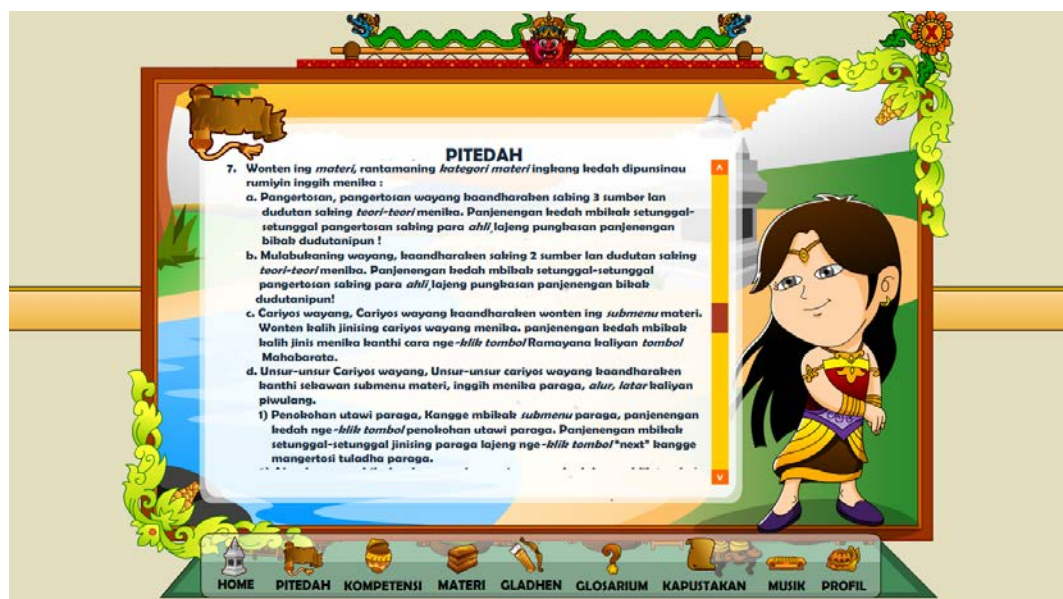 X
PITEDAH
7. Wonten ing materi, rantamaning kategori materi ingkang kedah dipunsinau
rumiyin inggih menika :
a. Pangertosan, pangertosan wayang kaandharaken saking 3 sumber lan
dudutan saking teori-teori menika. Panjenengan kedah mbikak setunggal-
setunggal pangertosan saking para ahli lajeng pungkasan panjenengan
bikak dudutanipun !
b. Mulabukaning wayang, kaandharaken saking 2 sumber lan dudutan saking
teori-teori menika. Panjenengan kedah mbikak setunggal-setunggal
pangertosan saking para ahli lajeng pungkasan panjenengan bikak
dudutanipun!
c. Cariyos wayang, Cariyos wayang kaandharaken wonten ing submenu materi.
Wonten kalih jinising cariyos wayang menika. panjenengan kedah mbikak
kalih jinis menika kanthi cara nge-klik tombol Ramayana kaliyan tombol
Mahabarata.
d. Unsur-unsur Cariyos wayang, Unsur-unsur cariyos wayang kaandharaken
kanthi sekawan submenu materi, inggih menika paraga, alur, latar kaliyan
piwulang.
1) Penokohan utawi paraga, Kangge mbikak submenu paraga, panjenengan
kedah nge-klik tombol penokohan utawi paraga. Panjenengan mbikak
setunggal-setunggal jinising paraga lajeng nge-klik tombol "next" kangge
mangertosi tuladha paraga.
HOME PITEDAH KOMPETENSI MATERI GLADHEN GLOSARIUM KAPUSTAKAN MUSIK PROFIL